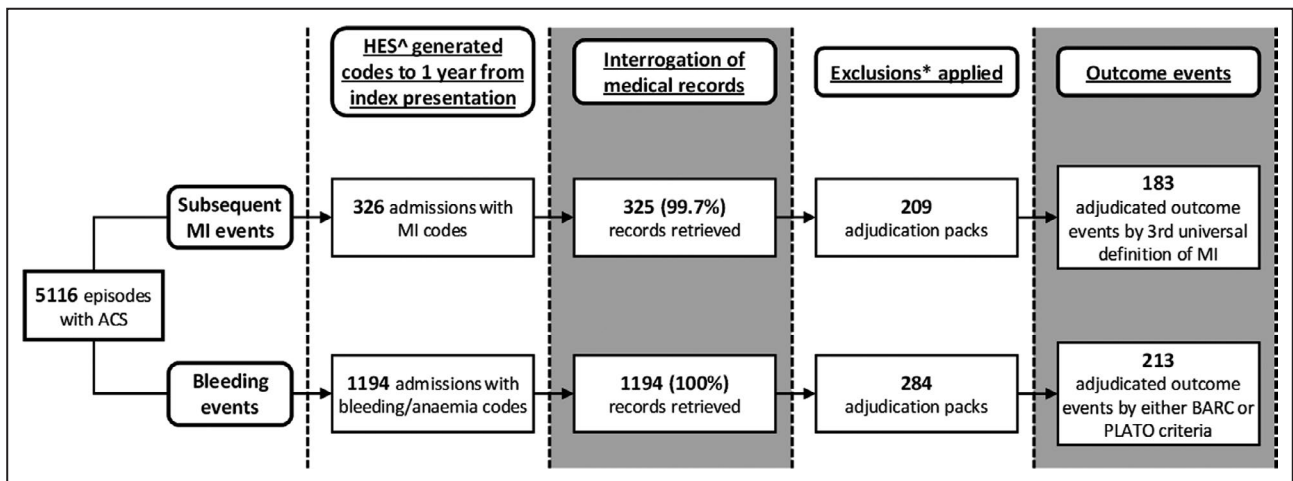 HES^ generated
codes to 1 year from
index presentation
Interrogation of
medical records
Exclusions* applied
Outcome events
Subsequent
MI events
326 admissions with
MI codes
325 (99.7%)
records retrieved
209
adjudication packs
183
adjudicated outcome
events by 3rd universal
definition of MI
5116 episodes
with ACS
Bleeding
events
1194 admissions with
bleeding/anaemia codes
1194 (100%)
records retrieved
284
adjudication packs
213
adjudicated outcome
events by either BARC or
PLATO criteria